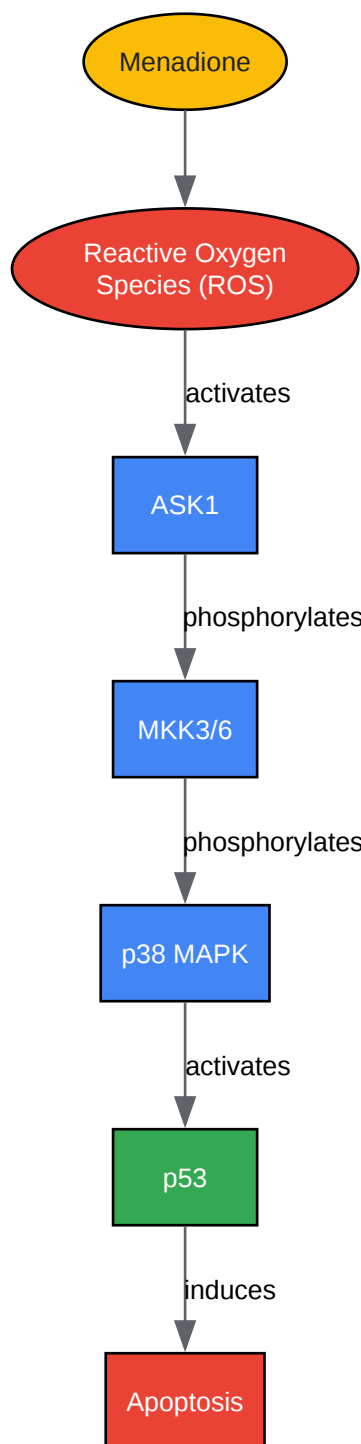 Menadione
Reactive Oxygen
Species (ROS)
activates
ASK1
phosphorylates
MKK3/6
phosphorylates
p38 MAPK
activates
p53
induces
Apoptosis